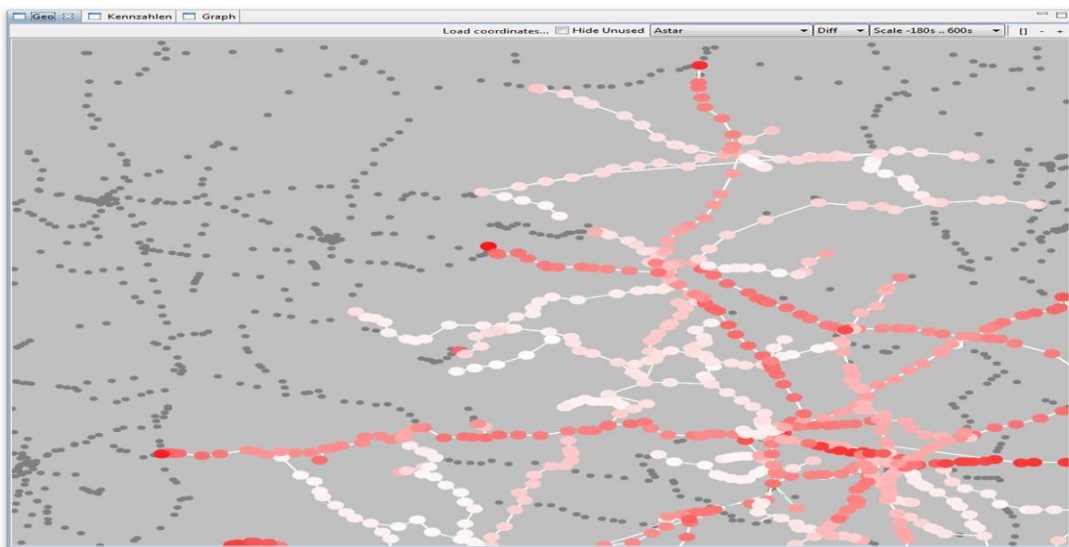 Geo Kennzahlen Graph
Load coordinates... Hide Unused Astar Diff Scale -180s .. 600s [] - +